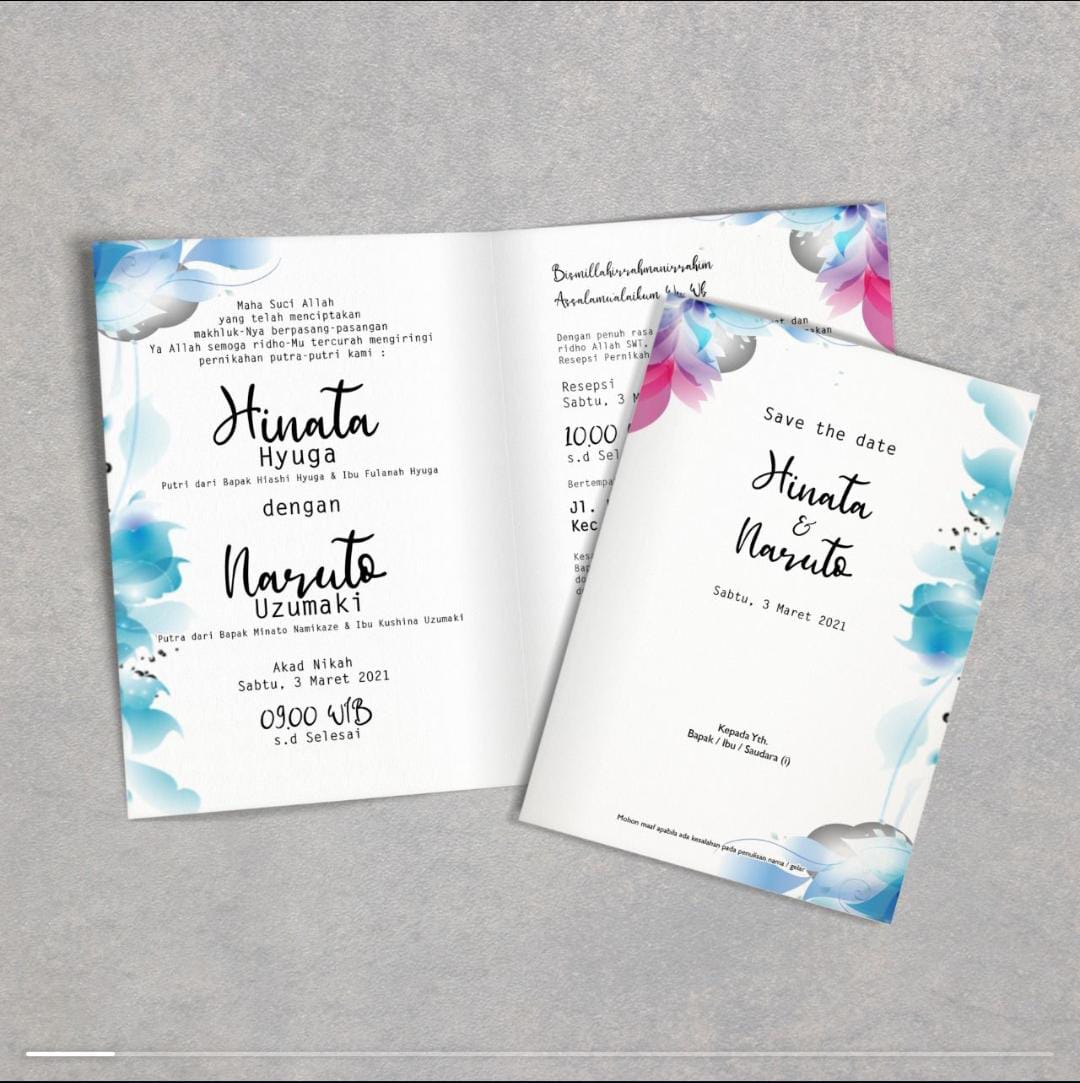 Maha Suci Allah
yang telah menciptakan
makhluk-Nya berpasang-pasangan
Ya Allah semoga ridho-Mu tercurah mengiringi
pernikahan putra-putri kami :
Hinata
Hyuga
Putri dari Bapak Hiashi Hyuga & Ibu Fulanah Hyuga
dengan
Naruto
Uzumaki
Putra dari Bapak Minato Namikaze & Ibu Kushina Uzumaki
Akad Nikah
Sabtu, 3 Maret 2021
09.00 WIB
s.d Selesai
Bismillahirrahmanirrahim
Assalamu'alaikum Wr Wb
Dengan penuh rasa dan
ridho Allah SWT.
Resepsi
Resepsi
Sabtu, 3
10.00
s.d
Jl.
Kec
Save the date
Hinata
&
Naruto
Sabtu, 3 Maret 2021
Kepada Yth.
Bapak / Ibu / Saudara (i)
Mohon maaf apabila ada kesalahan pada penulisan nama / gelar